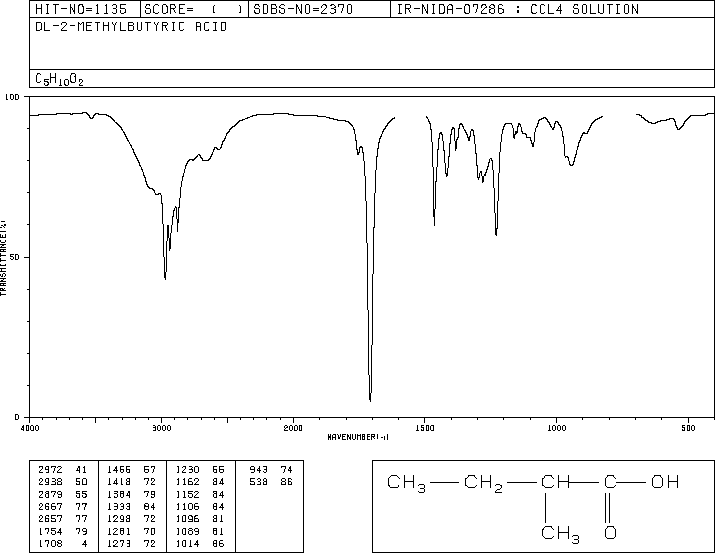 HIT-NO=1135 SCORE= ( ) SDBS-NO=2370 IR-NIDA-07286 : CCL4 SOLUTION
DL-2-METHYLBUTYRIC ACID
C5H10O2
100
50
0
TRANSMITTANCE(%)
4000 3000 2000 1500 1000 500
WAVENUMBER(-1)
2972 41 1466 57 1230 55 943 74
2938 50 1418 72 1162 84 538 86
2879 55 1384 79 1152 84
2667 77 1333 84 1106 84
2657 77 1298 72 1096 81
1754 79 1281 70 1089 81
1708 4 1273 72 1014 86
CH3 CH2 CH C OH
CH3 O